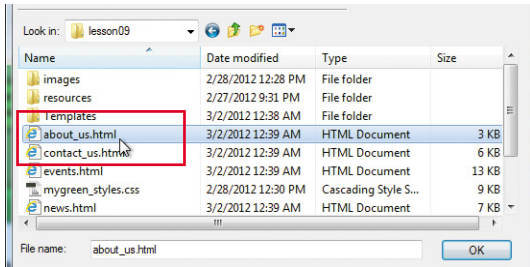 Look in: lesson09
Name Date modified Type Size
images 2/28/2012 12:28 PM File folder
resources 2/27/2012 9:31 PM File folder
Templates 3/2/2012 12:38 AM File folder
about_us.html 3/2/2012 12:39 AM HTML Document 3 KB
contact_us.html 3/2/2012 12:39 AM HTML Document 6 KB
events.html 3/2/2012 12:39 AM HTML Document 13 KB
mygreen_styles.css 2/28/2012 12:30 PM Cascading Style S... 9 KB
news.html 3/2/2012 12:39 AM HTML Document 7 KB
File name: about_us.html OK